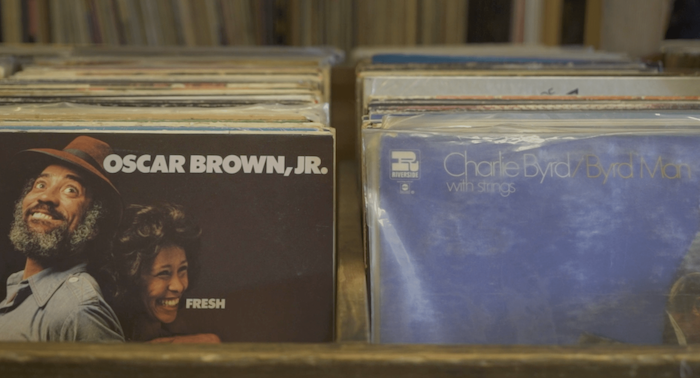 OSCAR BROWN, JR.
FRESH
RIVERSIDE
Charlie Byrd/Byrd Man
with strings